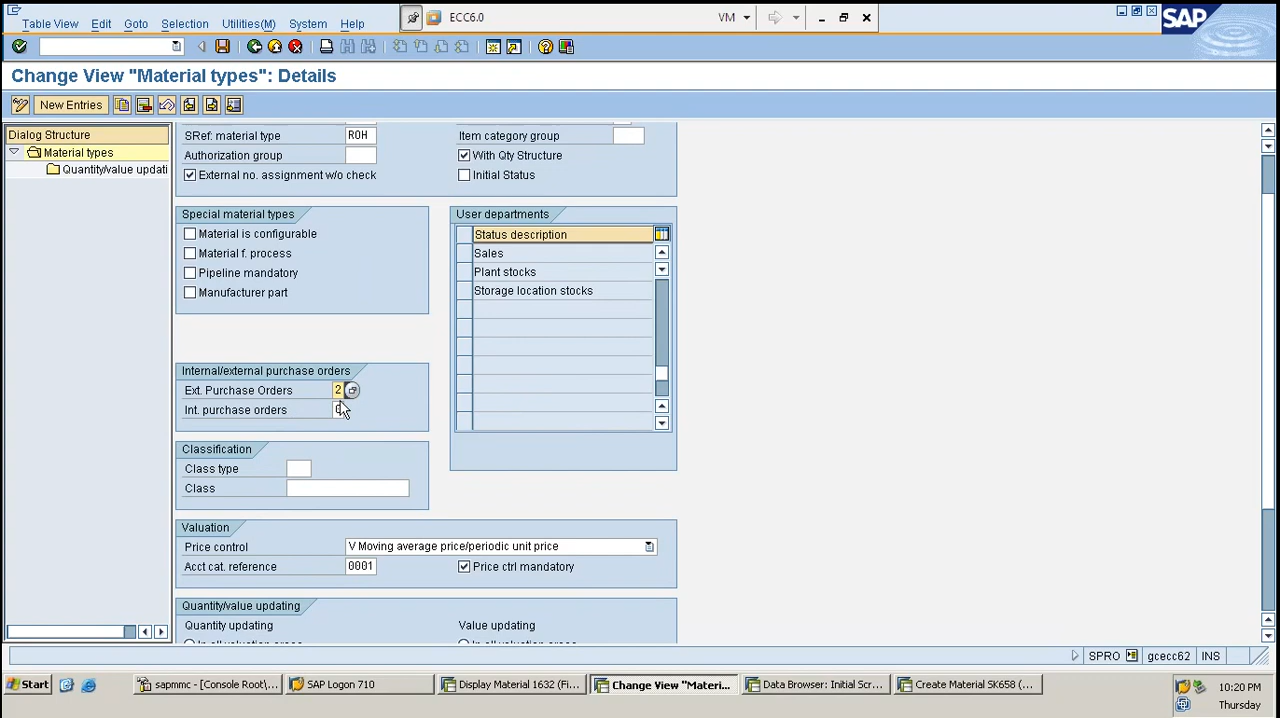 ECC6.0
VM
Table View Edit Goto Selection Utilities(M) System Help
SAP
Change View "Material types": Details
New Entries
Dialog Structure
Material types
Quantity/value updati
SRef: material type ROH
Item category group
Authorization group
With Qty Structure
External no. assignment w/o check
Initial Status
Special material types
User departments
Material is configurable
Status description
Material f. process
Sales
Pipeline mandatory
Plant stocks
Manufacturer part
Storage location stocks
Internal/external purchase orders
Ext. Purchase Orders 2
Int. purchase orders
Classification
Class type
Class
Valuation
Price control V Moving average price/periodic unit price
Acct cat. reference 0001
Price ctrl mandatory
Quantity/value updating
Quantity updating
Value updating
SPRO gcecc62 INS
Start
sapmmc - [Console Root\...
SAP Logon 710
Display Material 1632 (Fi...
Change View "Materi...
Data Browser: Initial Scr...
Create Material SK658 (...
10:20 PM
Thursday